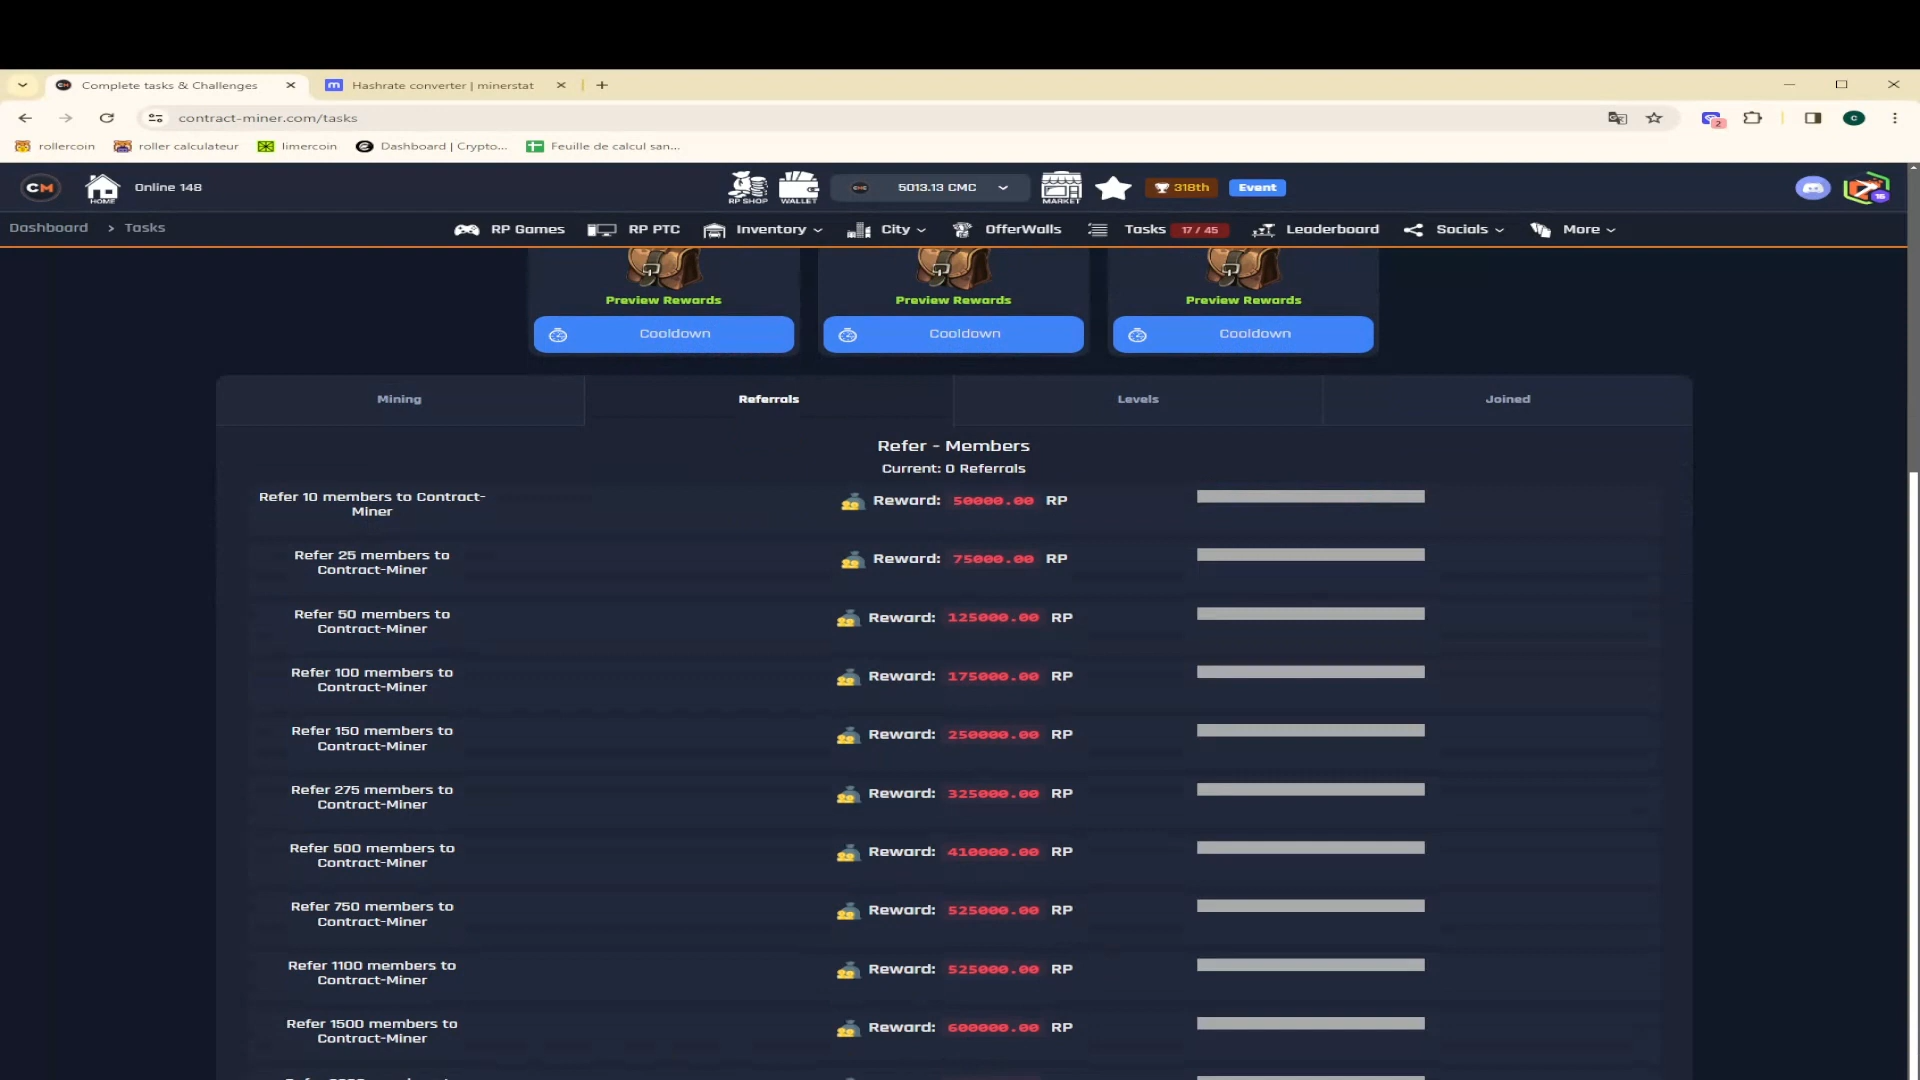 Complete tasks & Challenges
m Hashrate converter | minerstat
contract-miner.com/tasks
2
C
rollercoin
roller calculateur
limercoin
Dashboard | Crypto...
Feuille de calcul san...
CM
HOME
Online 148
RP SHOP
WALLET
5013.13 CMC
MARKET
318th
Event
16
Dashboard > Tasks
RP Games
RP PTC
Inventory
City
OfferWalls
Tasks 17 / 45
Leaderboard
Socials
More
Preview Rewards Preview Rewards Preview Rewards
Cooldown Cooldown Cooldown
Mining Referrals Levels Joined
Refer - Members
Current: 0 Referrals
Refer 10 members to Contract-
Miner
Reward: 50000.00 RP
Refer 25 members to
Contract-Miner
Reward: 75000.00 RP
Refer 50 members to
Contract-Miner
Reward: 125000.00 RP
Refer 100 members to
Contract-Miner
Reward: 175000.00 RP
Refer 150 members to
Contract-Miner
Reward: 250000.00 RP
Refer 275 members to
Contract-Miner
Reward: 325000.00 RP
Refer 500 members to
Contract-Miner
Reward: 410000.00 RP
Refer 750 members to
Contract-Miner
Reward: 525000.00 RP
Refer 1100 members to
Contract-Miner
Reward: 525000.00 RP
Refer 1500 members to
Contract-Miner
Reward: 600000.00 RP